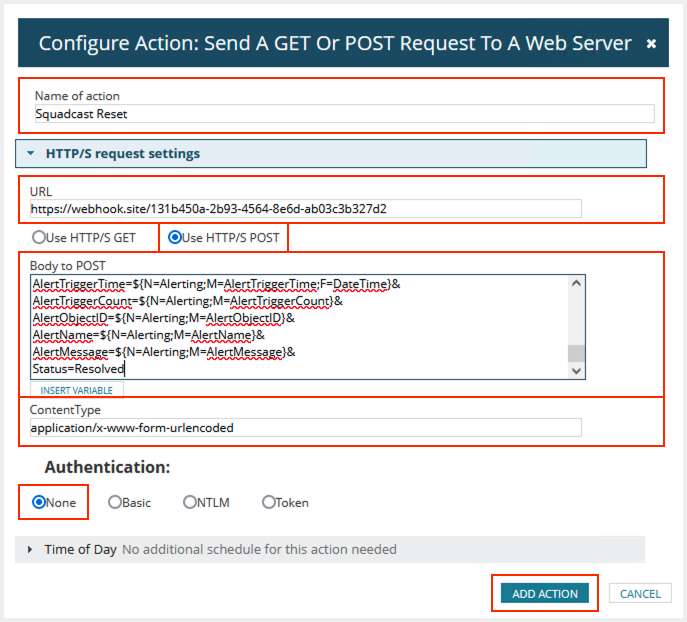 Configure Action: Send A GET Or POST Request To A Web Server ×
Name of action
Squadcast Reset
HTTP/S request settings
URL
https://webhook.site/131b450a-2b93-4564-8e6d-ab03c3b327d2
Use HTTP/S GET Use HTTP/S POST
Body to POST
AlertTriggerTime=${N=Alerting;M=AlertTriggerTime;F=DateTime}&
AlertTriggerCount=${N=Alerting;M=AlertTriggerCount}&
AlertObjectID=${N=Alerting;M=AlertObjectID}&
AlertName=${N=Alerting;M=AlertName}&
AlertMessage=${N=Alerting;M=AlertMessage}&
Status=Resolved
INSERT VARIABLE
ContentType
application/x-www-form-urlencoded
Authentication:
None Basic NTLM Token
Time of Day No additional schedule for this action needed
ADD ACTION CANCEL